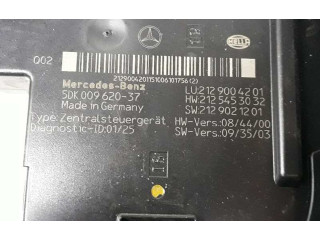 HELLA
002
2129004201151006101756(2)
Mercedes-Benz
5DK 009 620-37
Made in Germany
Type: Zentralsteuergerät
Diagnostic-ID:01/25
LU 212 900 42 01
HW 212 545 30 32
SW 212 902 12 01
HW-Vers:08/44/00
SW-Vers:09/35/03